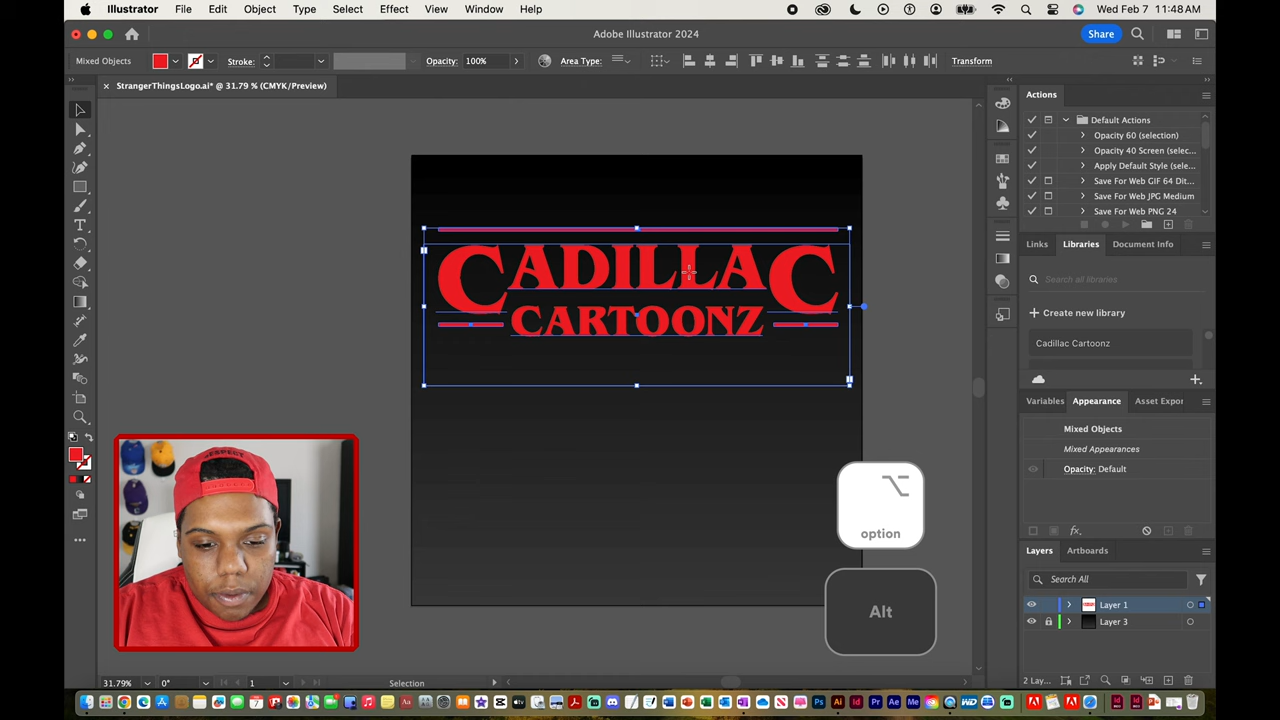 Illustrator File Edit Object Type Select Effect View Window Help Wed Feb 7 11:48AM
Adobe Illustrator 2024 Share
Mixed Objects Stroke: Opacity: 100% Area Type: Transform
StrangerThingsLogo.ai* @ 31.79 % (CMYK/Preview)
Actions
Default Actions
Opacity 60 (selection)
Opacity 40 Screen (selec...
Apply Default Style (sele...
Save For Web GIF 64 Dit...
Save For Web JPG Medium
Save For Web PNG 24
Links Libraries Document Info
Search all libraries
Create new library
Cadillac Cartoonz
Variables Appearance Asset Expor
Mixed Objects
Mixed Appearances
Opacity: Default
fx.
Layers Artboards
Search All
Layer 1
Layer 3
2 Lay...
CADILLAC
CARTOONZ
RESPECT
option
Alt
31.79% 0° 1 Selection